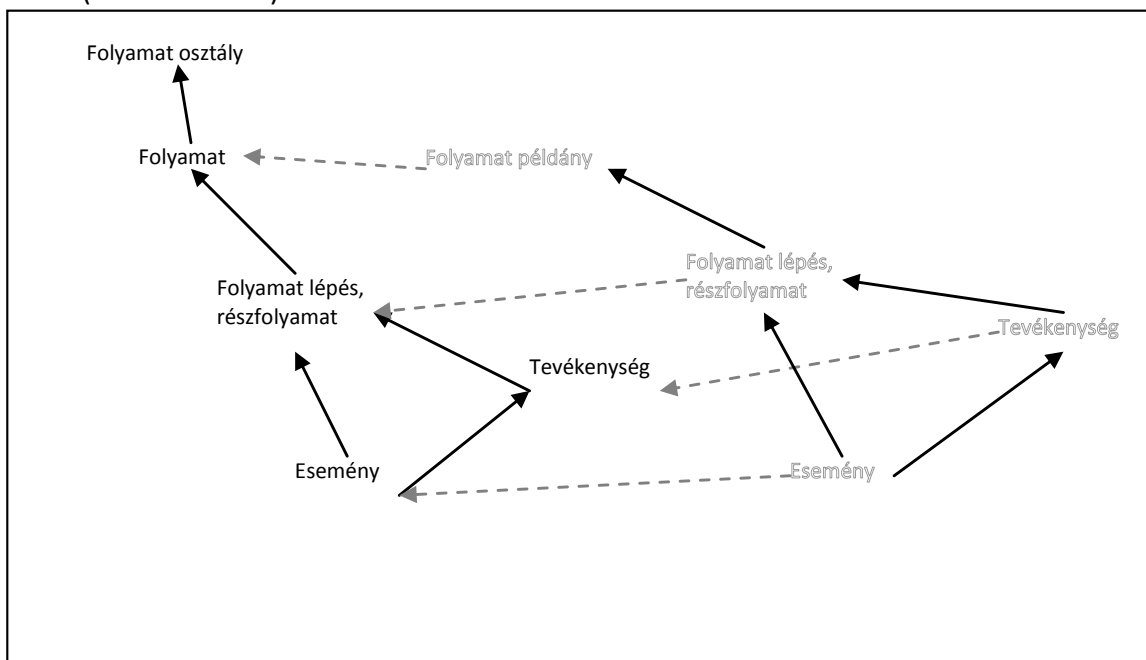 Folyamat osztály
Folyamat
Folyamat példány
Folyamat lépés,
részfolyamat
Folyamat lépés,
részfolyamat
Tevékenység
Tevékenység
Esemény
Esemény